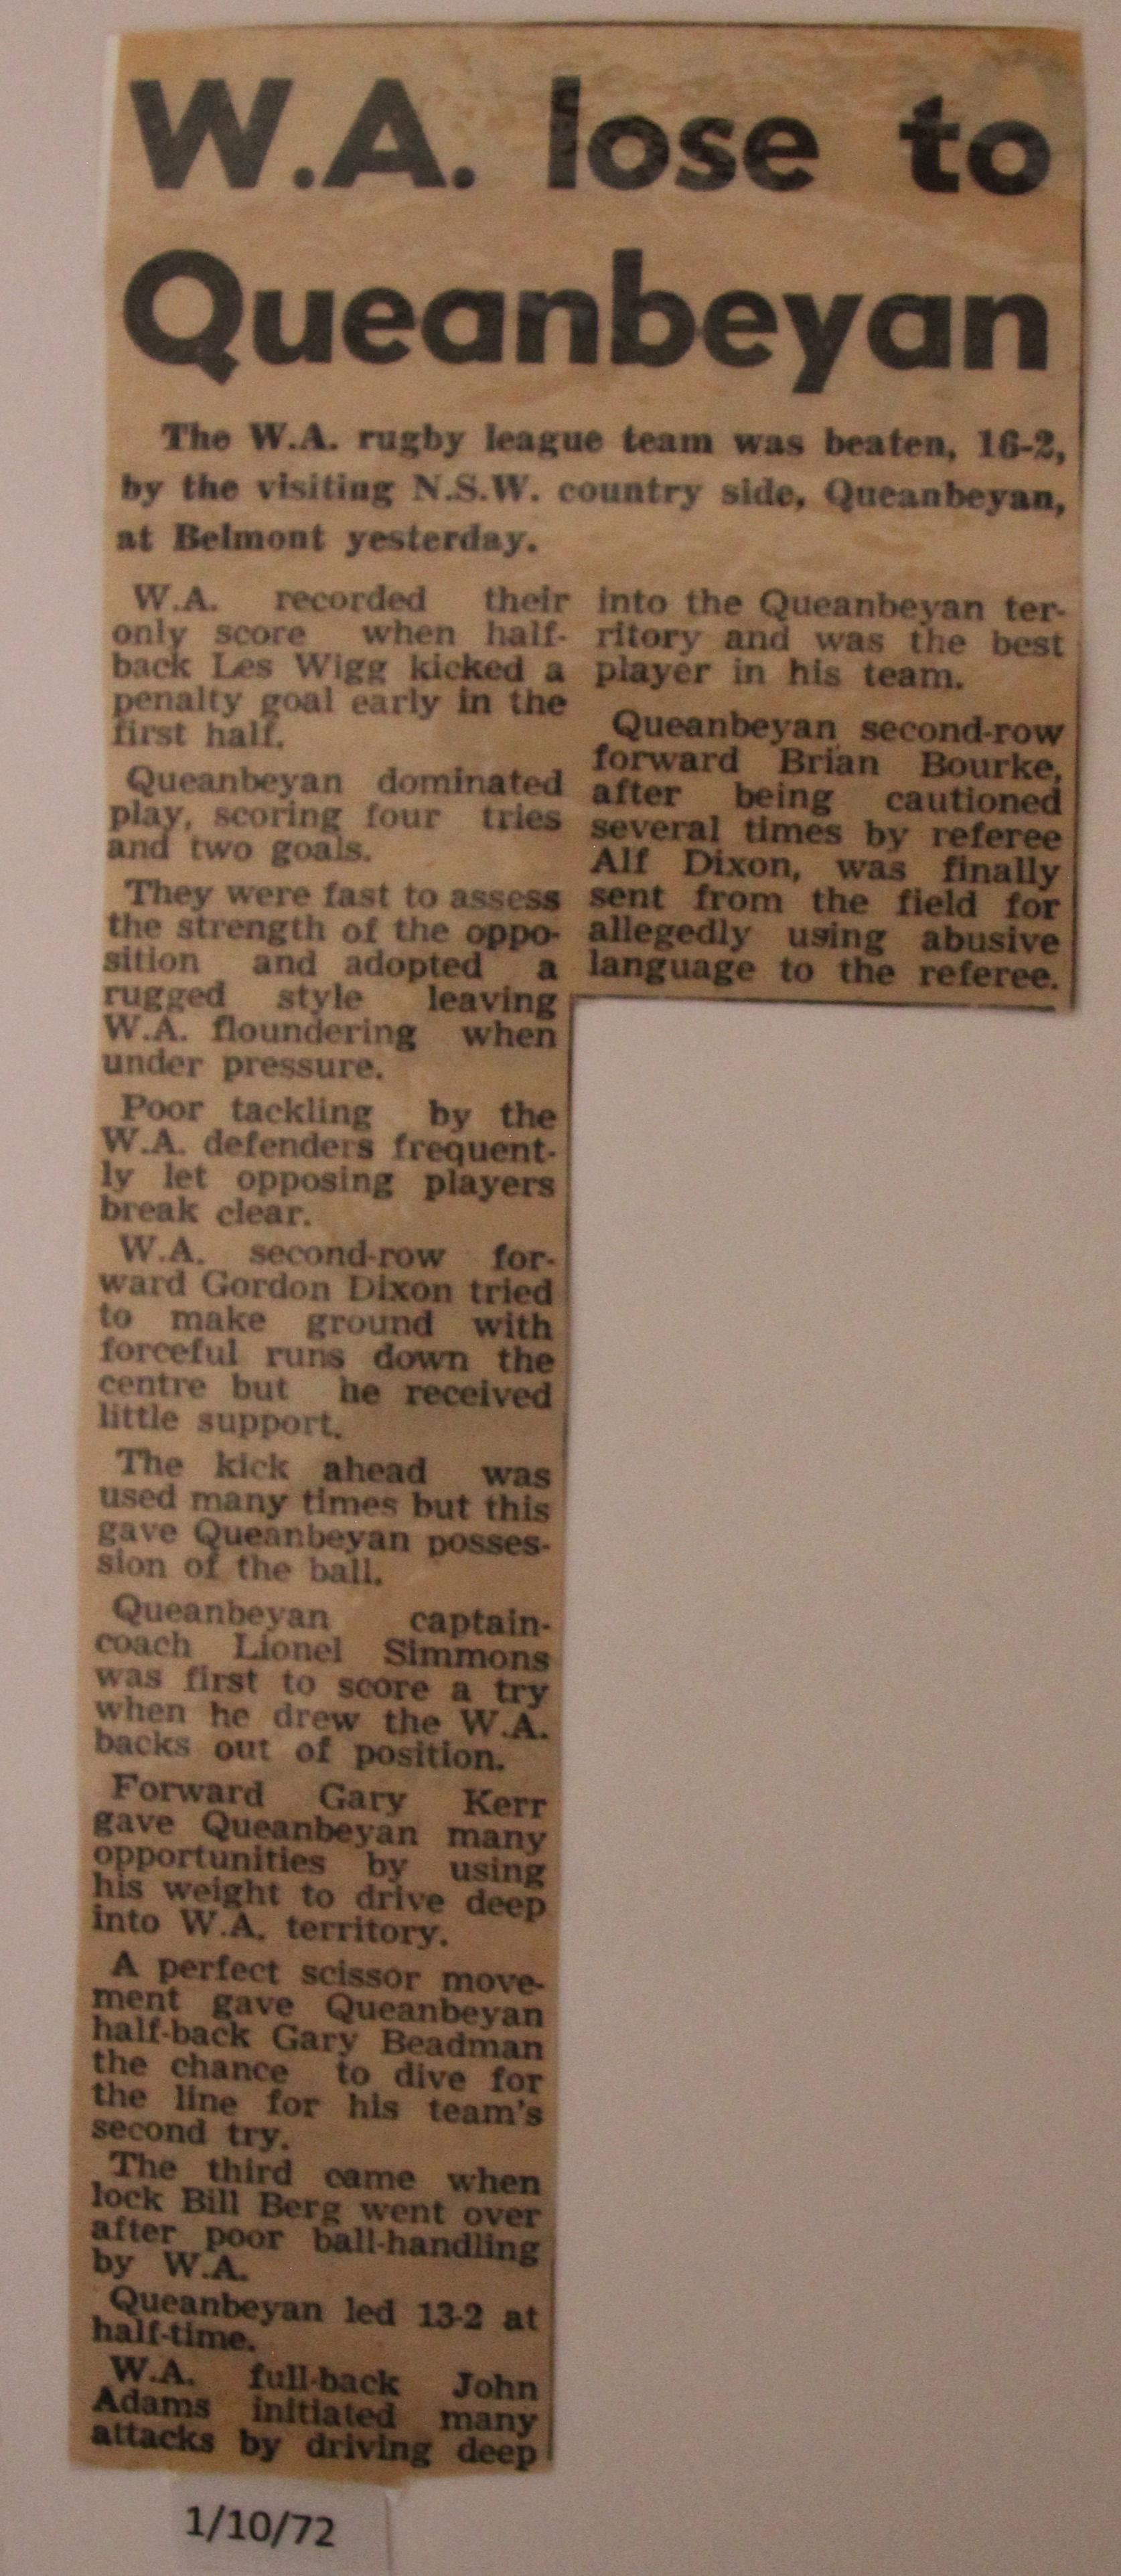 W.A. lose to
Queanbeyan
The W.A. rugby league team was beaten, 16-2,
by the visiting N.S.W. country side, Queanbeyan,
at Belmont yesterday.
W.A. recorded their
only score when half-
back Les Wigg kicked a
penalty goal early in the
first half.
Queanbeyan dominated
play, scoring four tries
and two goals.
They were fast to assess
the strength of the oppo-
sition and adopted a
rugged style leaving
W.A. floundering when
under pressure.
Poor tackling by the
W.A. defenders frequent-
ly let opposing players
break clear.
W.A. second-row for-
ward Gordon Dixon tried
to make ground with
forceful runs down the
centre but he received
little support.
The kick ahead was
used many times but this
gave Queanbeyan posses-
sion of the ball.
Queanbeyan captain-
coach Lionel Simmons
was first to score a try
when he drew the W.A.
backs out of position.
Forward Gary Kerr
gave Queanbeyan many
opportunities by using
his weight to drive deep
into W.A. territory.
A perfect scissor move-
ment gave Queanbeyan
half-back Gary Beadman
the chance to dive for
the line for his team's
second try.
The third came when
lock Bill Berg went over
after poor ball-handling
by W.A.
Queanbeyan led 13-2 at
half-time.
W.A. full-back John
Adams initiated many
attacks by driving deep
into the Queanbeyan ter-
ritory and was the best
player in his team.
Queanbeyan second-row
forward Brian Bourke,
after being cautioned
several times by referee
Alf Dixon, was finally
sent from the field for
allegedly using abusive
language to the referee.
1/10/72